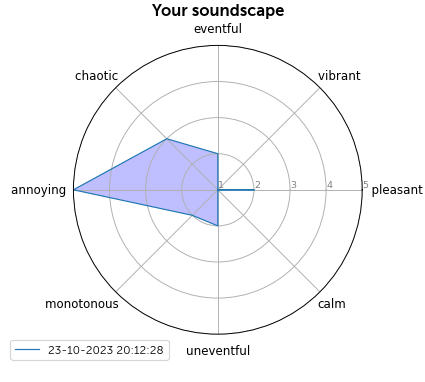 Your soundscape
eventful
chaotic
vibrant
annoying
1 2 3 4 5
pleasant
monotonous
calm
uneventful
23-10-2023 20:12:28